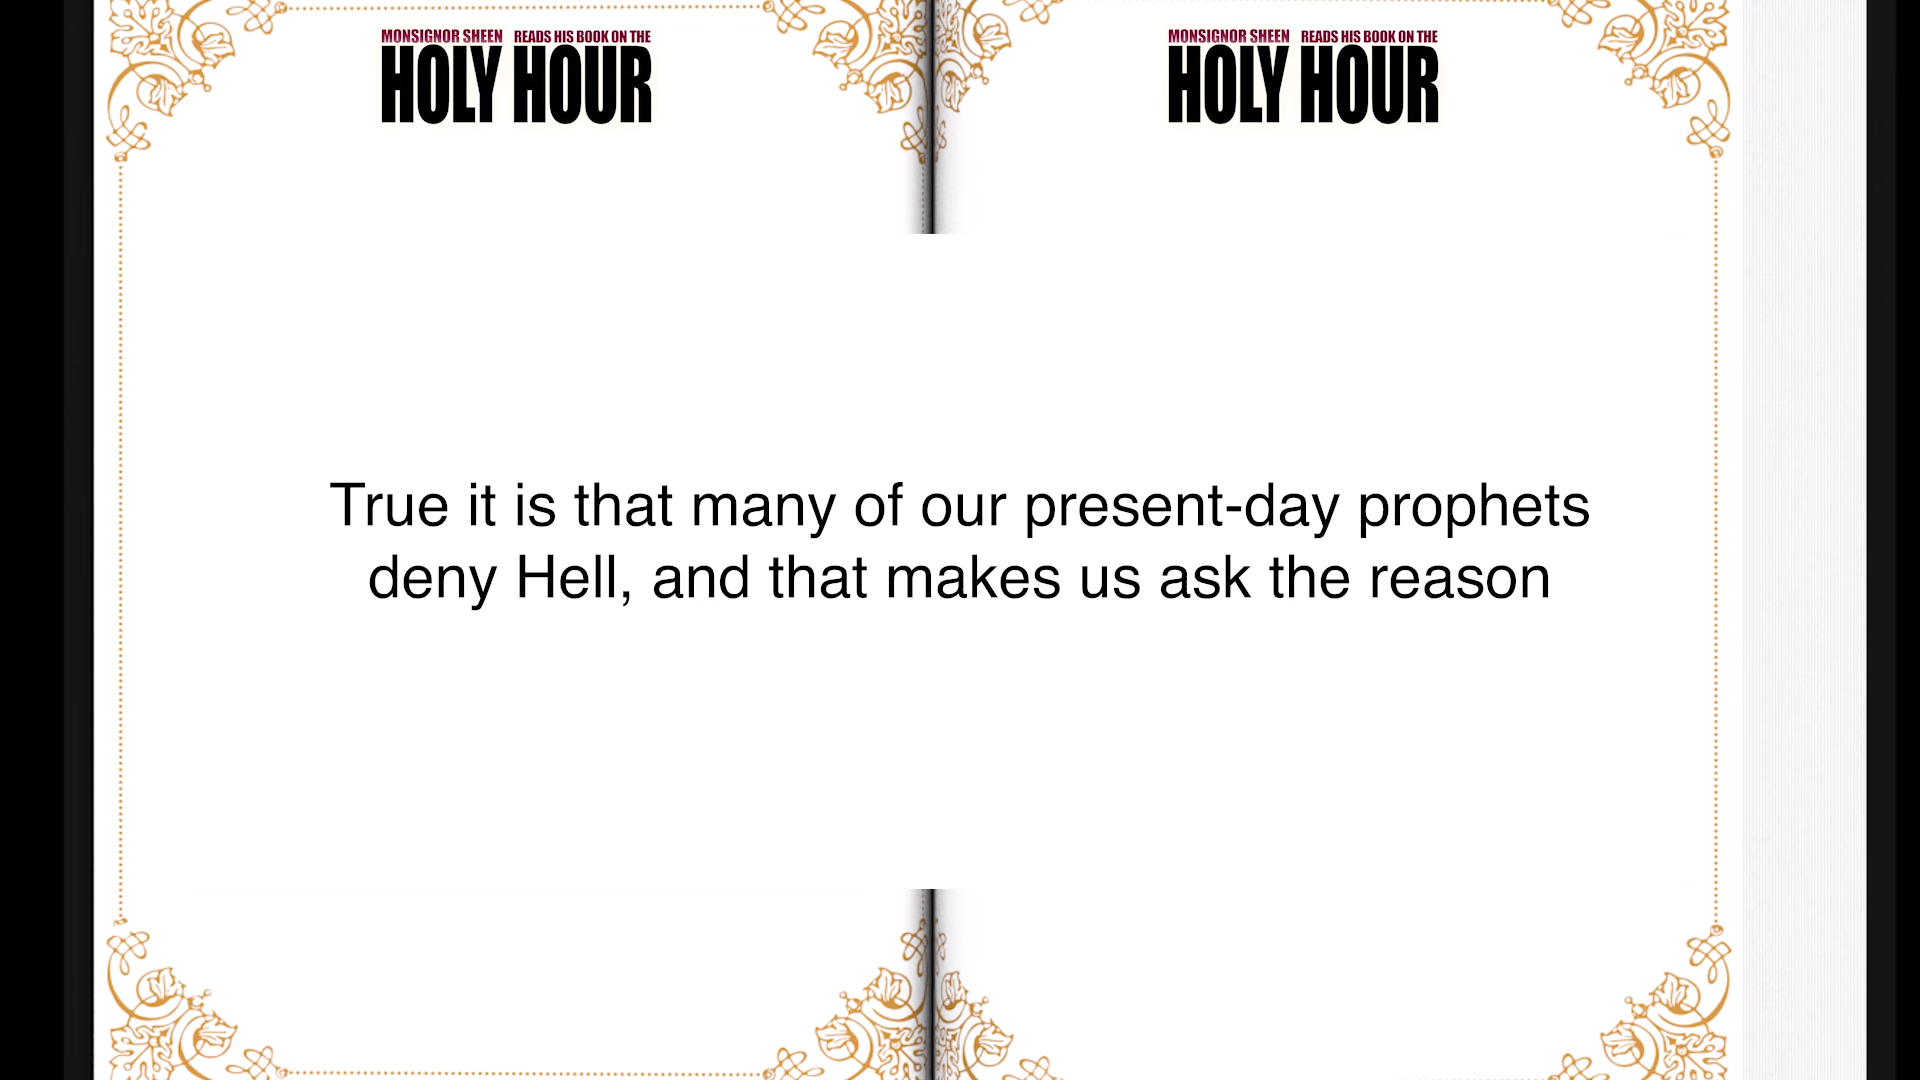 MONSIGNOR SHEEN READS HIS BOOK ON THE
HOLY HOUR
MONSIGNOR SHEEN READS HIS BOOK ON THE
HOLY HOUR
True it is that many of our present-day prophets
deny Hell, and that makes us ask the reason